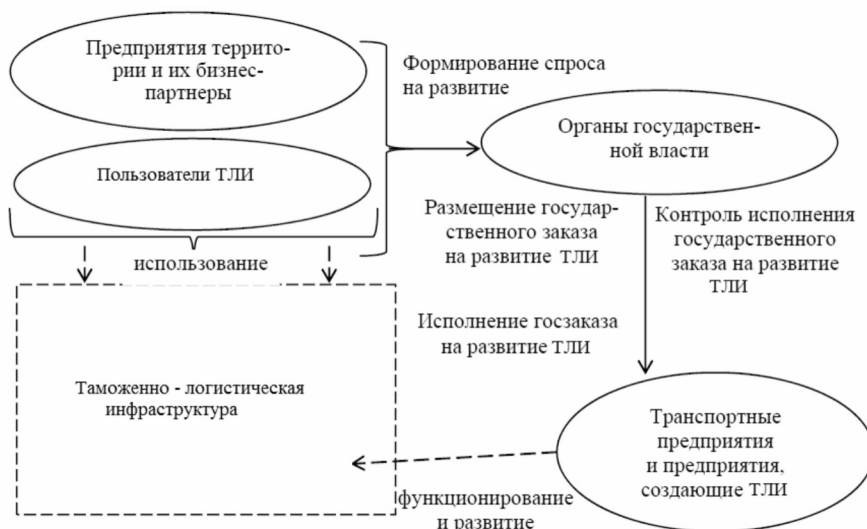 Предприятия террито-
рии и их бизнес-
партнеры
Формирование спроса
на развитие
Органы государствен-
ной власти
Пользователи ТЛИ
Размещение государ-
ственного заказа
на развитие ТЛИ
Контроль исполнения
государственного
заказа на развитие
ТЛИ
использование
Исполнение госзаказа
на развитие ТЛИ
Таможенно - логистическая
инфраструктура
Транспортные
предприятия
и предприятия,
создающие ТЛИ
функционирование
и развитие